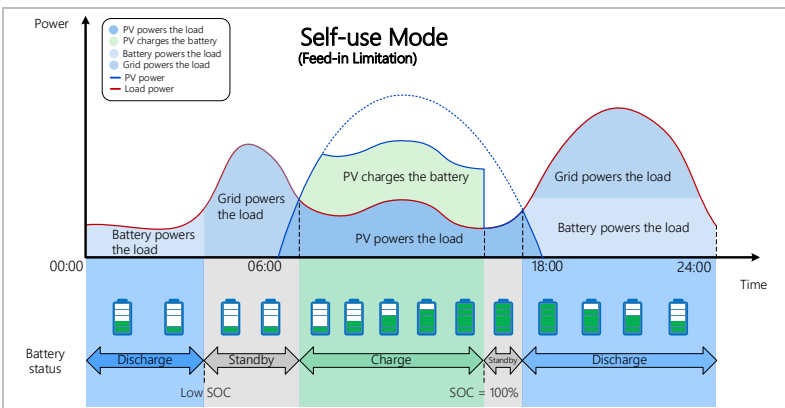 Power
PV powers the load
PV charges the battery
Battery powers the load
Grid powers the load
PV power
Load power
Self-use Mode
(Feed-in Limitation)
PV charges the battery
Grid powers
the load
Grid powers the load
Battery powers
the load
PV powers the load
Battery powers the load
00:00
06:00
18:00
24:00
Time
Battery
status
Discharge
Standby
Charge
Standby
Discharge
Low SOC
SOC = 100%